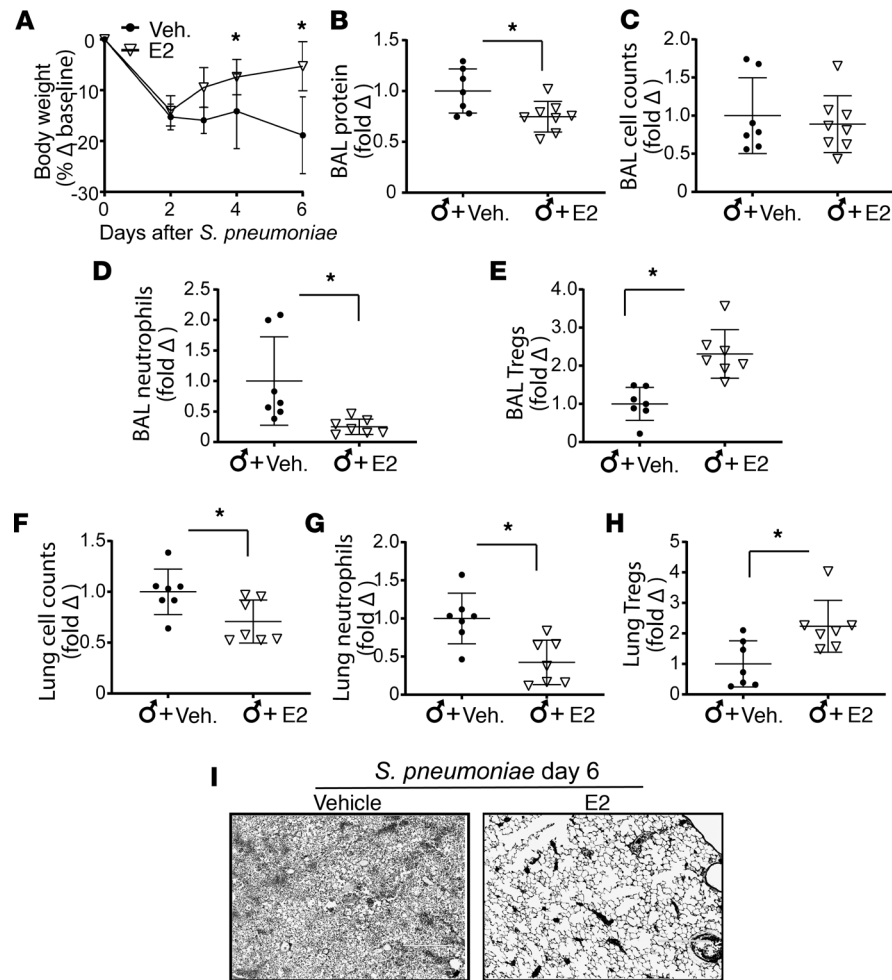 A
Veh.
E2
*
*
Body weight
(% Δ baseline)
0
-10
-20
-30
0
2
4
6
Days after S. pneumoniae
B
*
BAL protein
(fold Δ)
1.5
1.0
0.5
0
♂+Veh.
♂+E2
C
BAL cell counts
(fold Δ)
2.0
1.5
1.0
0.5
0
♂+Veh.
♂+E2
D
*
BAL neutrophils
(fold Δ)
2.5
2.0
1.5
1.0
0.5
0
♂+Veh.
♂+E2
E
*
BAL Tregs
(fold Δ)
4.0
3.0
2.0
1.0
0
♂+Veh.
♂+E2
F
*
Lung cell counts
(fold Δ)
1.5
1.0
0.5
0
♂+Veh.
♂+E2
G
*
Lung neutrophils
(fold Δ)
2.0
1.5
1.0
0.5
0
♂+Veh.
♂+E2
H
*
Lung Tregs
(fold Δ)
5
4
3
2
1
0
♂+Veh.
♂+E2
I
S. pneumoniae day 6
Vehicle
E2